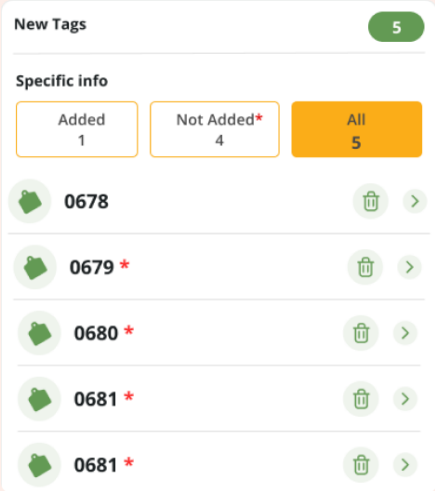 New Tags 5
Specific info
Added Not Added* All
1 4 5
0678
0679 *
0680 *
0681 *
0681 *